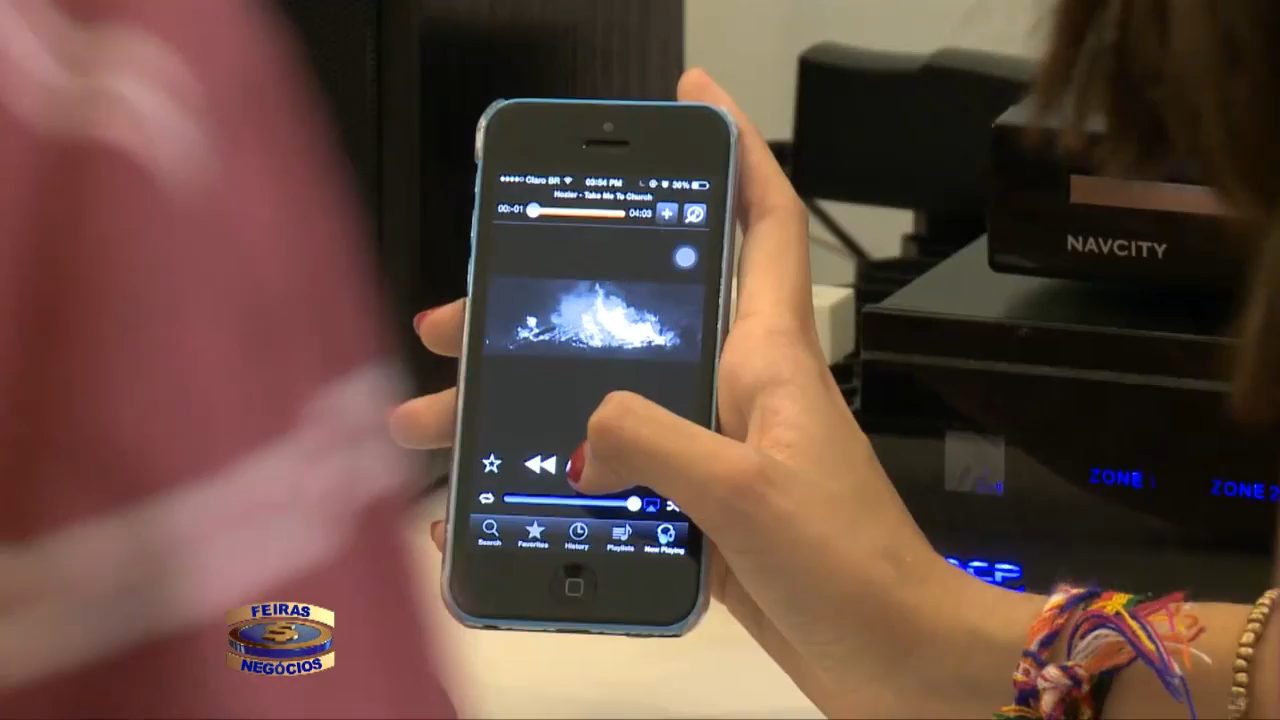 Claro BR 03:54 PM 36%
Hozier - Take Me To Church
00:-01 04:03
NAVCITY
ZONE 1 ZONE 2
Search Favorites History Playlists Now Playing
FEIRAS
$
NEGÓCIOS